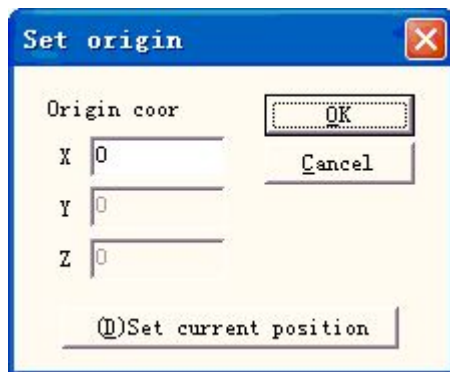 Set origin
Origin coor
OK
X 0
Cancel
Y 0
Z 0
(D)Set current position